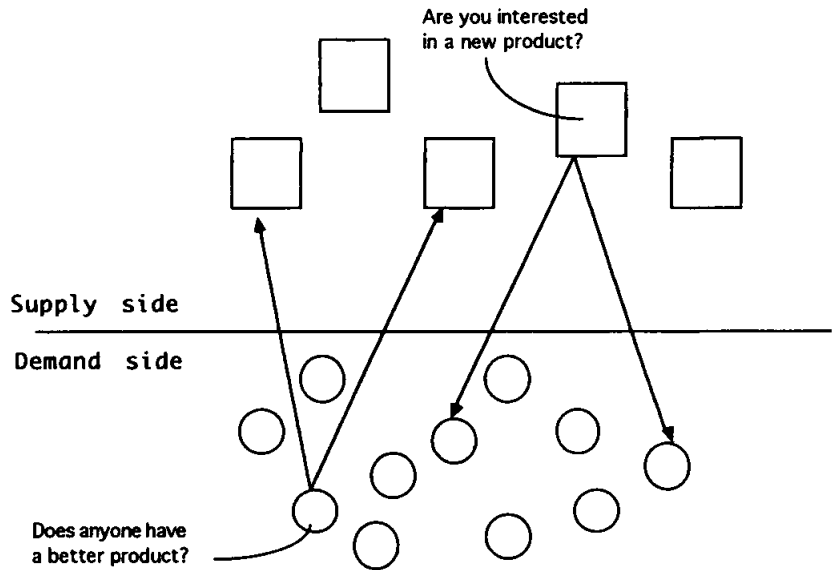 Are you interested
in a new product?
Supply side
Demand side
Does anyone have
a better product?